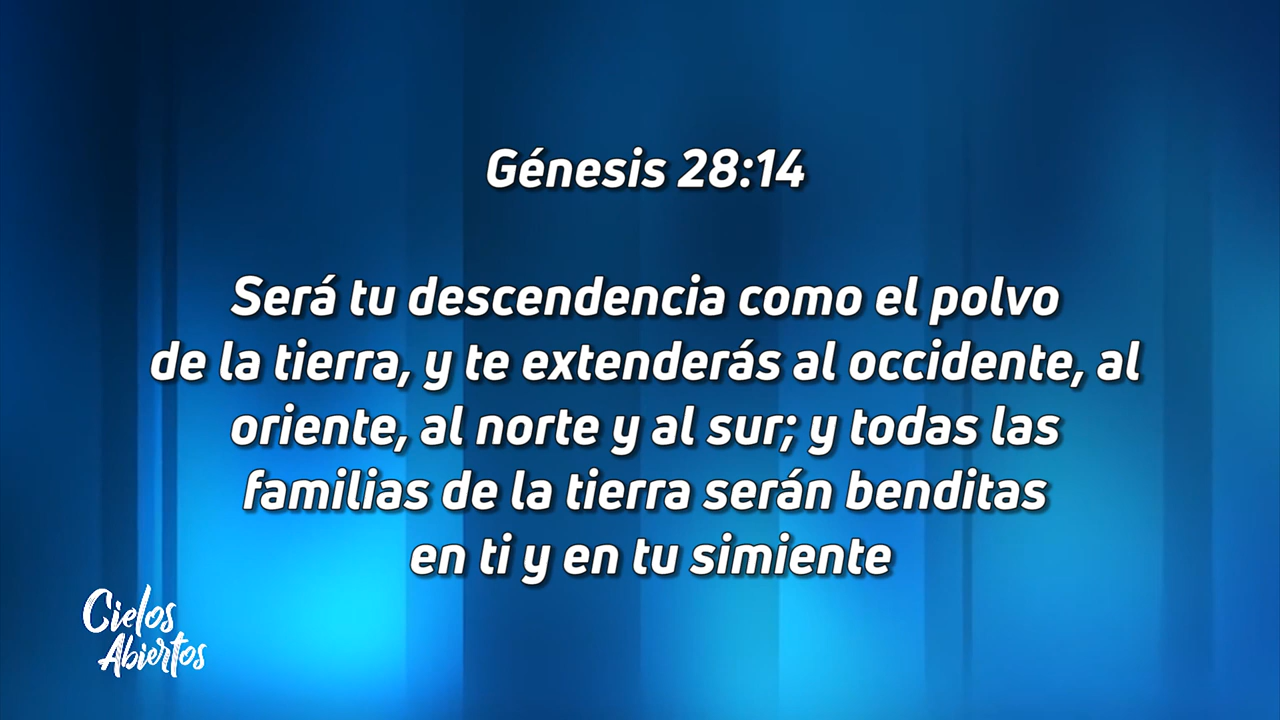 Génesis 28:14
Será tu descendencia como el polvo
de la tierra, y te extenderás al occidente, al
oriente, al norte y al sur; y todas las
familias de la tierra serán benditas
en ti y en tu simiente
Cielos
Abiertos